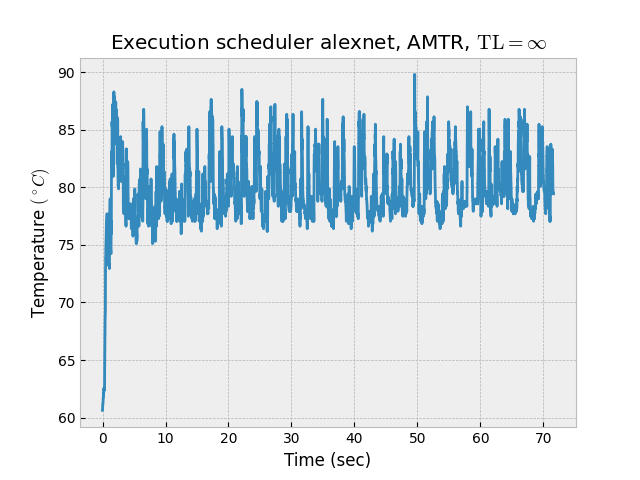 Execution scheduler alexnet, AMTR, TL = ∞
90
85
80
75
70
65
60
Temperature (°C)
0 10 20 30 40 50 60 70
Time (sec)